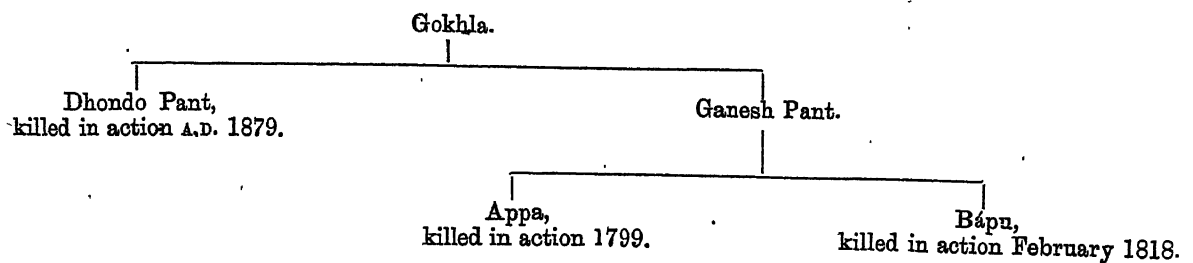 Gokhla.
Dhondo Pant,
killed in action A.D. 1879.
Ganesh Pant.
Appa,
killed in action 1799.
Bápu,
killed in action February 1818.